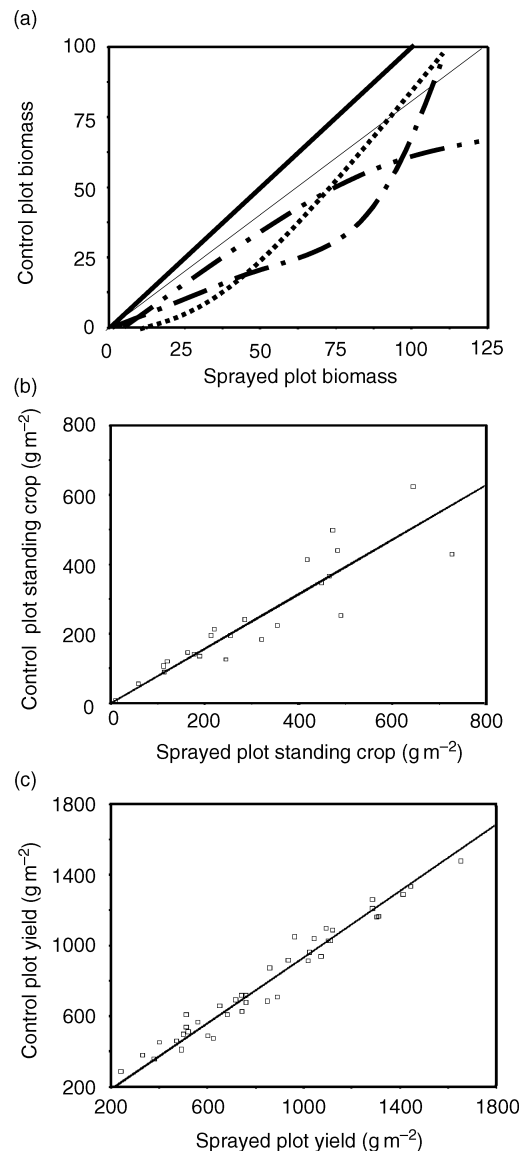 (a)
100
75
50
25
0
Control plot biomass
0 25 50 75 100 125
Sprayed plot biomass
(b)
800
600
400
200
0
Control plot standing crop (g m⁻²)
0 200 400 600 800
Sprayed plot standing crop (g m⁻²)
(c)
1800
1400
1000
600
200
Control plot yield (g m⁻²)
200 600 1000 1400 1800
Sprayed plot yield (g m⁻²)